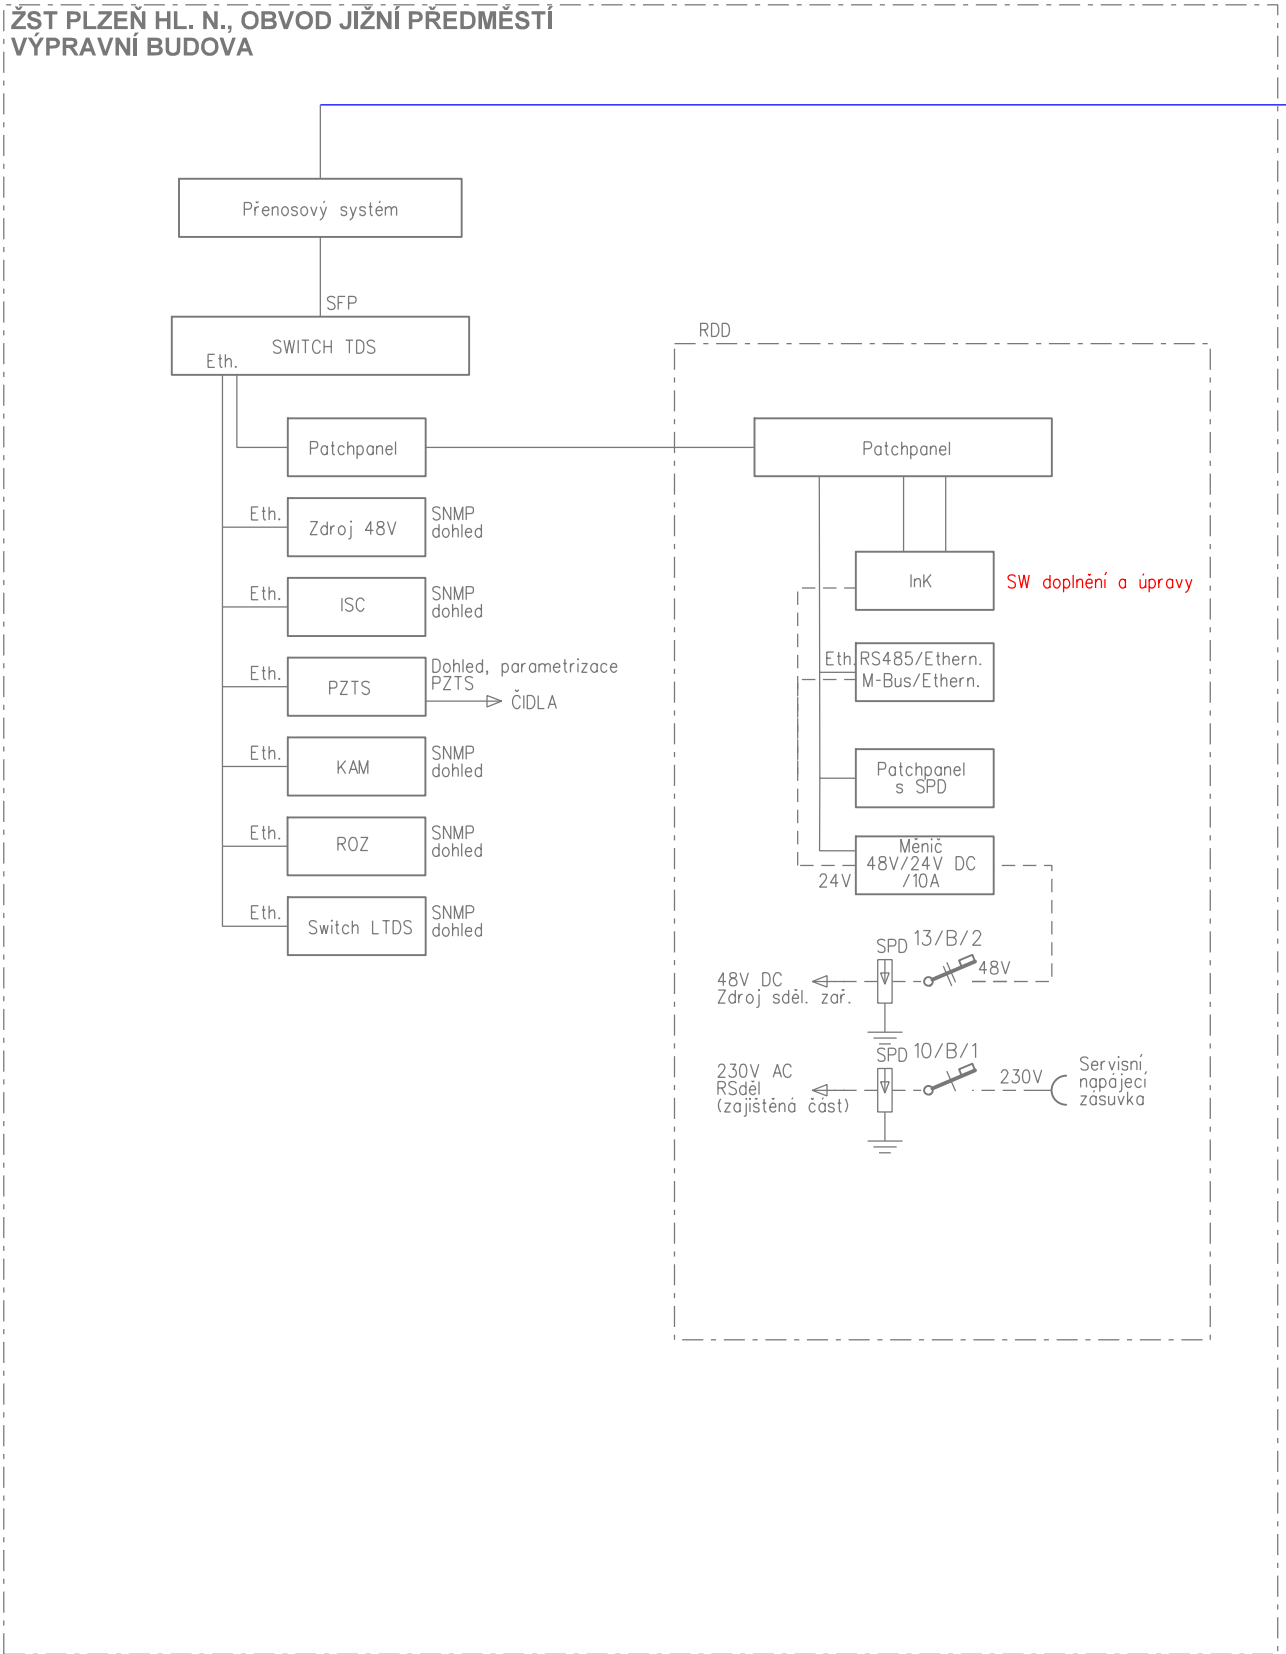 ŽST PLZEŇ HL. N., OBVOD JIŽNÍ PŘEDMĚSTÍ
VÝPRAVNÍ BUDOVA
Přenosový systém
SFP
SWITCH TDS
Eth.
Patchpanel
Eth.
Zdroj 48V
SNMP
dohled
Eth.
ISC
SNMP
dohled
Eth.
PZTS
Dohled, parametrizace
PZTS
ČIDLA
Eth.
KAM
SNMP
dohled
Eth.
ROZ
SNMP
dohled
Eth.
Switch LTDS
SNMP
dohled
RDD
Patchpanel
InK
SW doplnění a úpravy
Eth.
RS485/Ethern.
M-Bus/Ethern.
Patchpanel
s SPD
Měnič
48V/24V DC
/10A
24V
SPD
13/B/2
48V
48V DC
Zdroj sděl. zař.
SPD
10/B/1
230V
230V AC
RSděl
(zajištěná část)
Servisní
napájecí
zásuvka